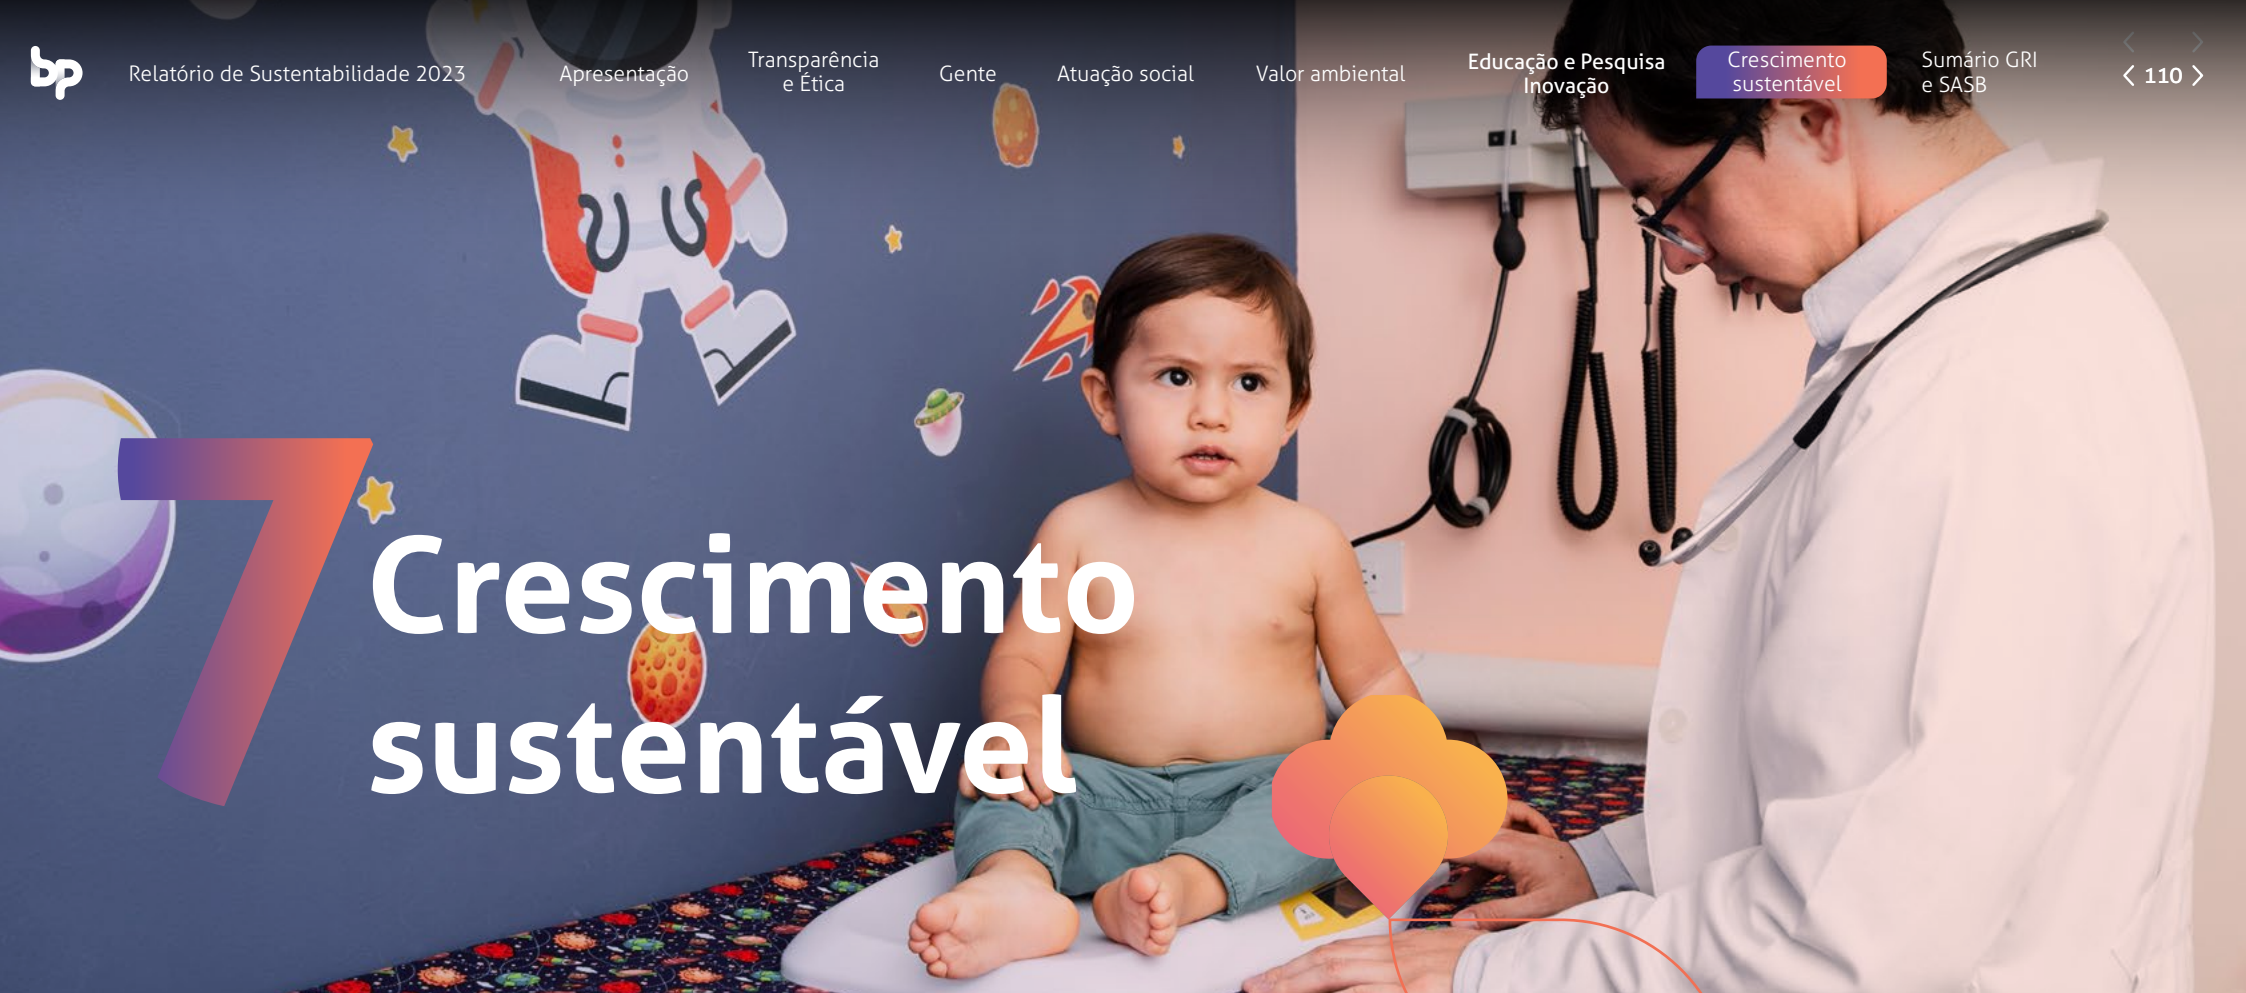 bp
Relatório de Sustentabilidade 2023
Apresentação
Transparência
e Ética
Gente
Atuação social
Valor ambiental
Educação e Pesquisa
Inovação
Crescimento
sustentável
Sumário GRI
e SASB
110
7
Crescimento
sustentável